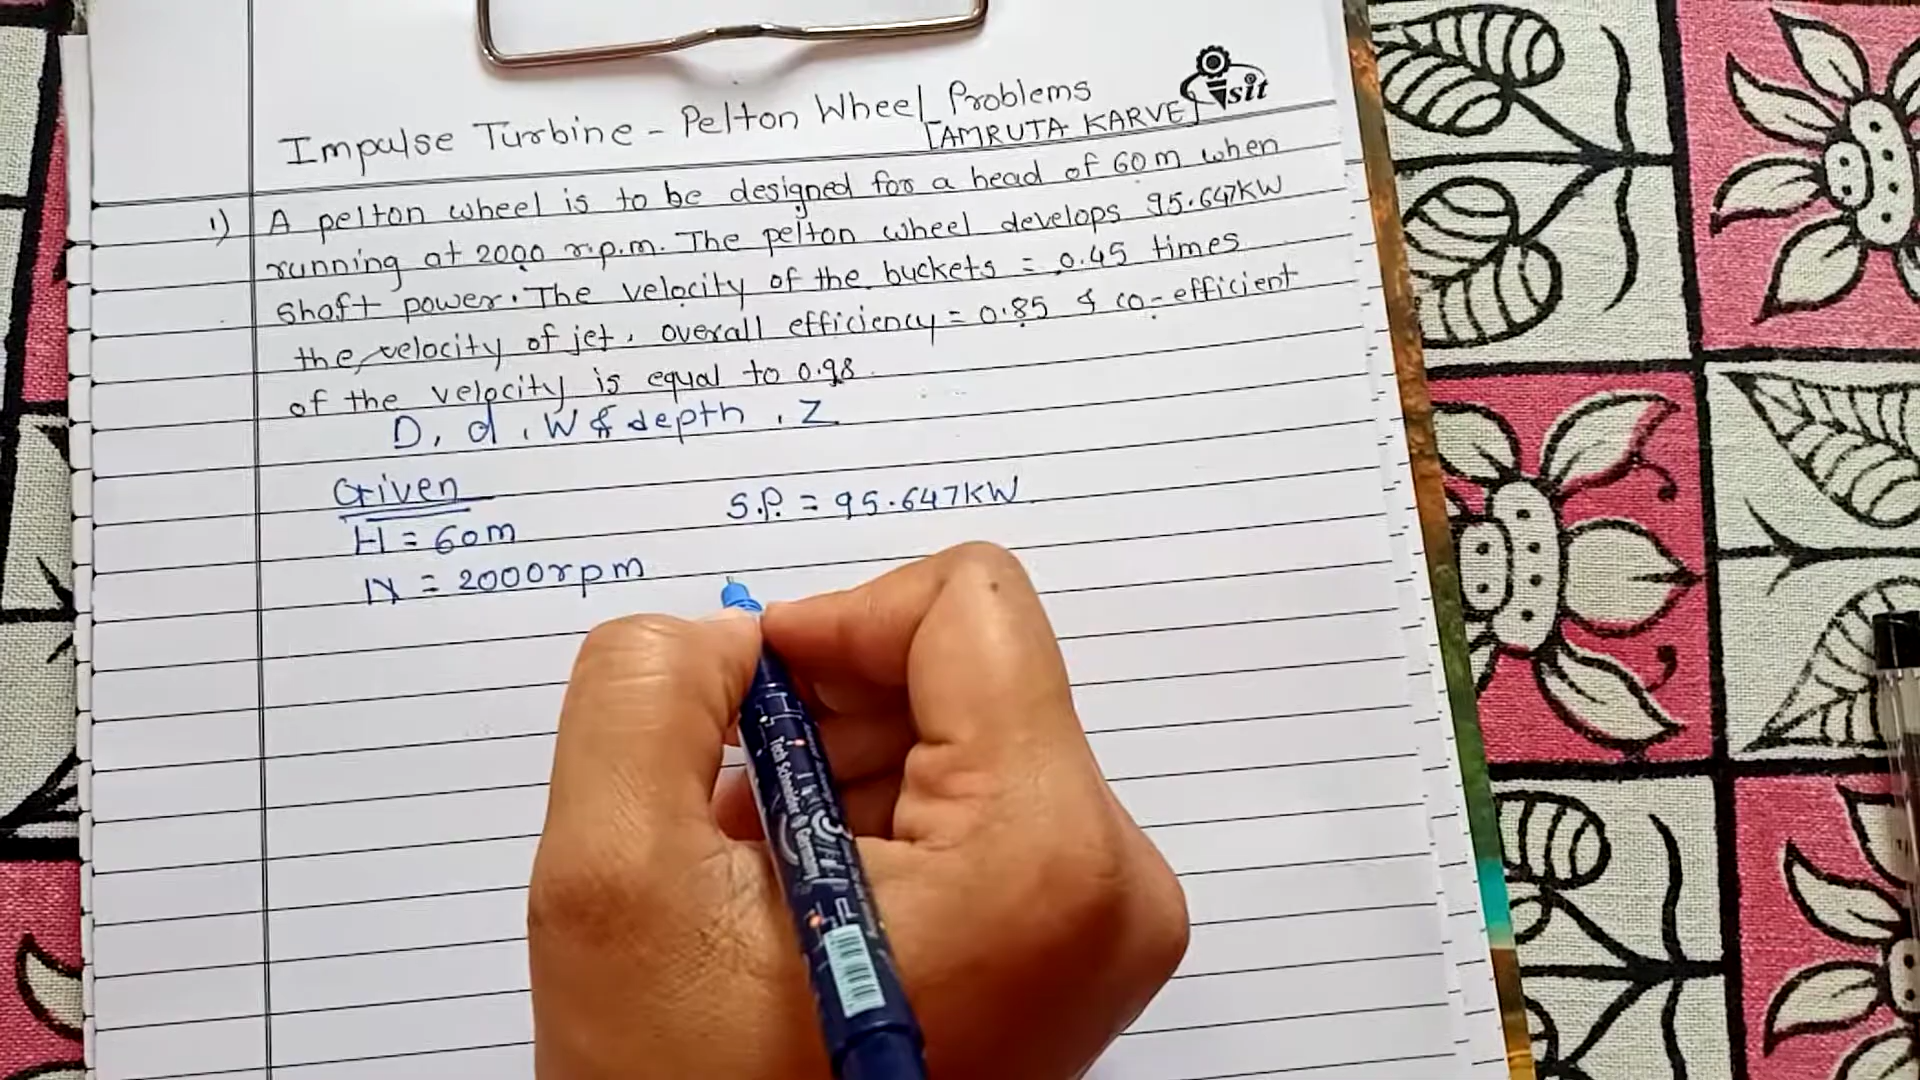 Impulse Turbine - Pelton Wheel Problems
isit
[AMRUTA KARVE]
1) A pelton wheel is to be designed for a head of 60m when
running at 2000 r.p.m. The pelton wheel develops 95.647KW
shaft power. The velocity of the buckets = 0.45 times
the velocity of jet, overall efficiency = 0.85 & co-efficient
of the velocity is equal to 0.98
D, d, W & depth, Z
Given
H = 60m
S.P. = 95.647KW
N = 2000rpm